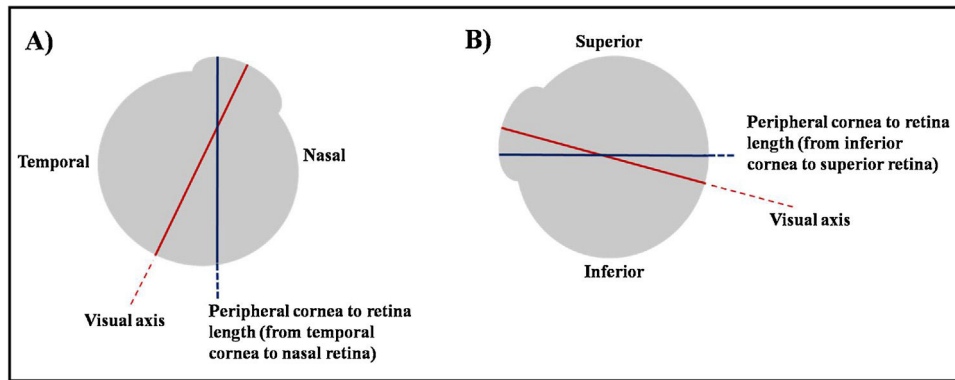 A)
Temporal
Nasal
Visual axis
Peripheral cornea to retina
length (from temporal
cornea to nasal retina)
B)
Superior
Peripheral cornea to retina
length (from inferior
cornea to superior retina)
Visual axis
Inferior